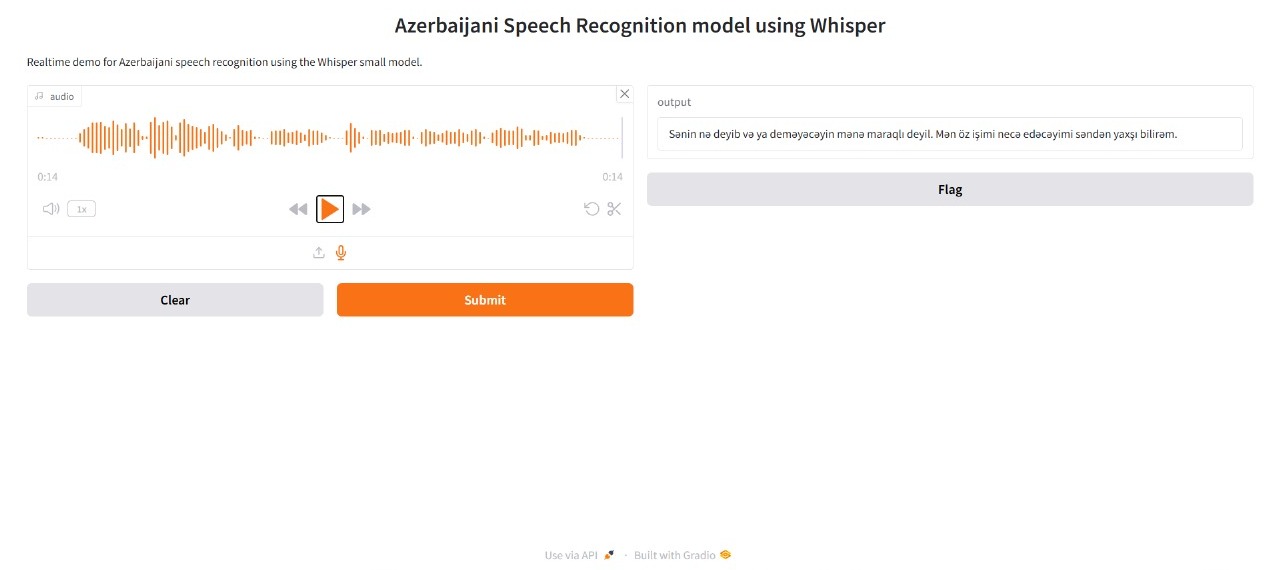 Azerbaijani Speech Recognition model using Whisper
Realtime demo for Azerbaijani speech recognition using the Whisper small model.
audio
0:14
0:14
1x
Clear
Submit
output
Sənin nə deyib və ya deməyəcəyin mənə maraqlı deyil. Mən öz işimi necə edəcəyimi səndən yaxşı bilirəm.
Flag
Use via API · Built with Gradio